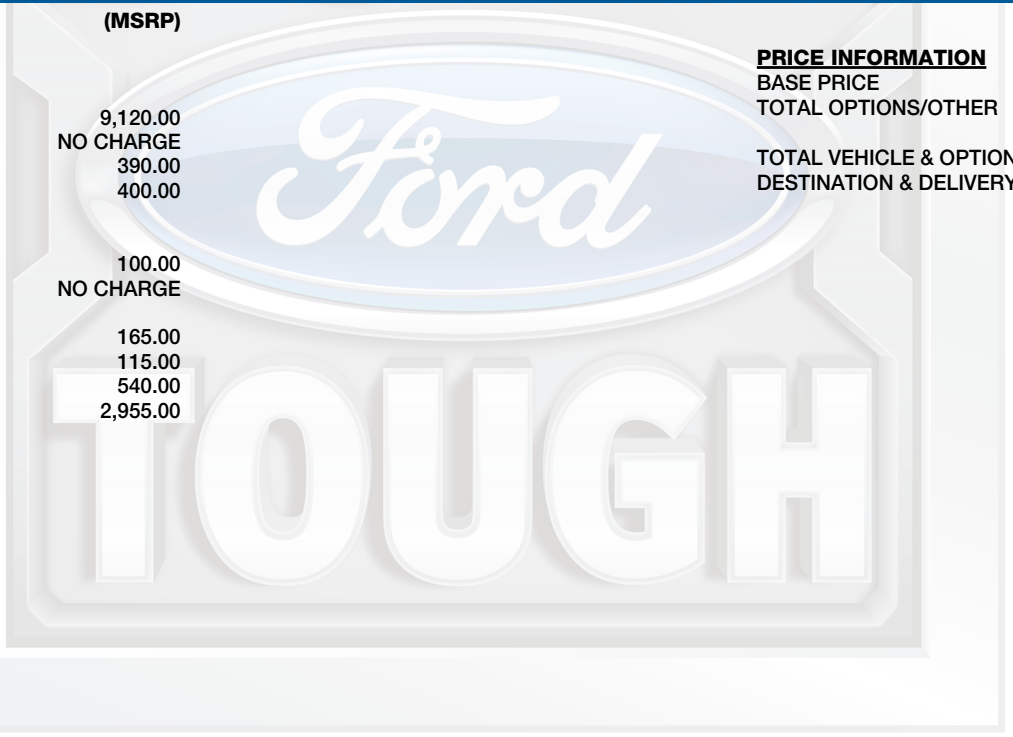 (MSRP)
9,120.00
NO CHARGE
390.00
400.00
100.00
NO CHARGE
165.00
115.00
540.00
2,955.00
PRICE INFORMATION
BASE PRICE
TOTAL OPTIONS/OTHER
TOTAL VEHICLE & OPTION
DESTINATION & DELIVERY
Ford
TOUGH